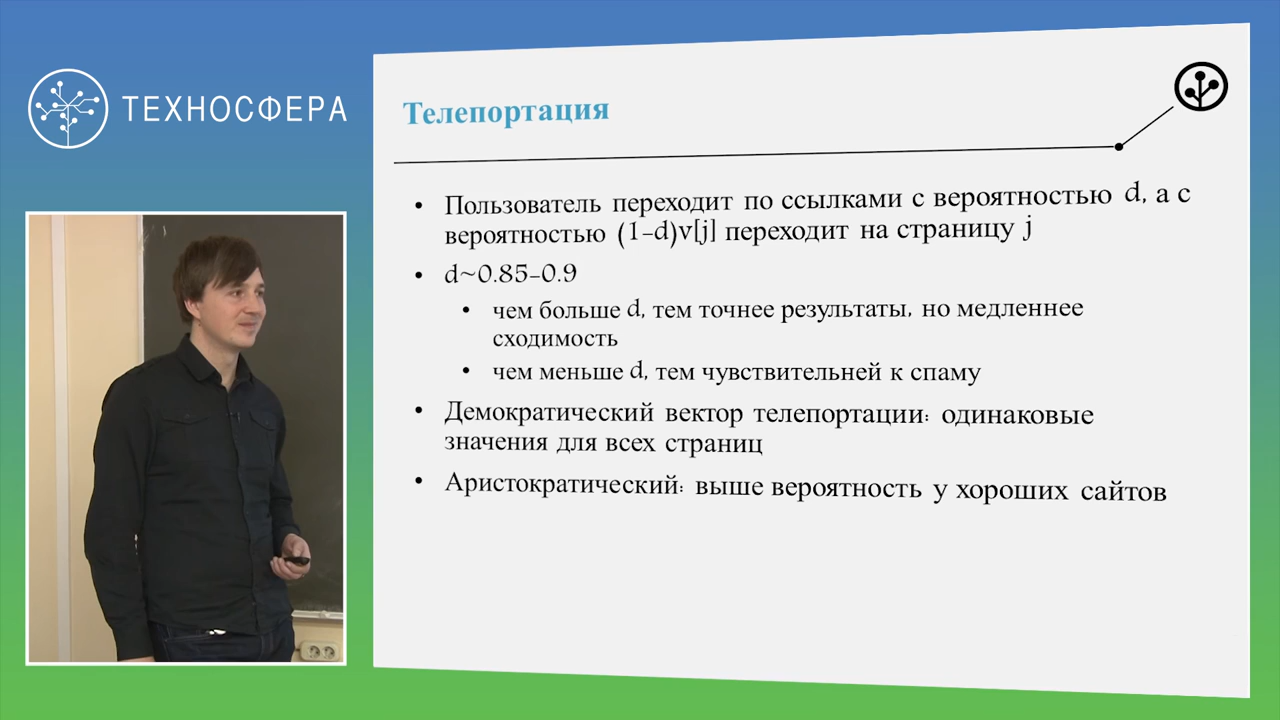 ТЕХНОСФЕРА
Телепортация
• Пользователь переходит по ссылками с вероятностью d, а с
вероятностью (1-d)v[j] переходит на страницу j
• d~0.85-0.9
• чем больше d, тем точнее результаты, но медленнее
сходимость
• чем меньше d, тем чувствительней к спаму
• Демократический вектор телепортации: одинаковые
значения для всех страниц
• Аристократический: выше вероятность у хороших сайтов